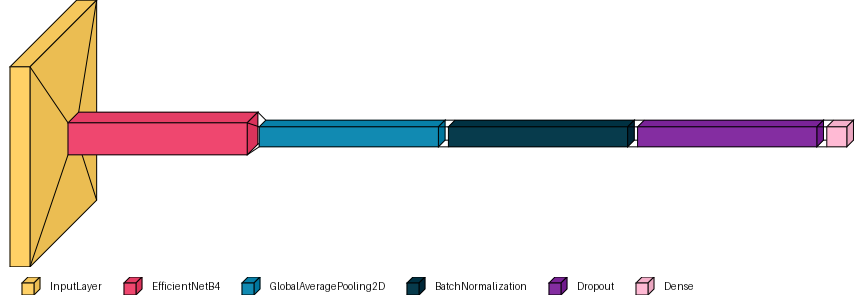 InputLayer EfficientNetB4 GlobalAveragePooling2D BatchNormalization Dropout Dense